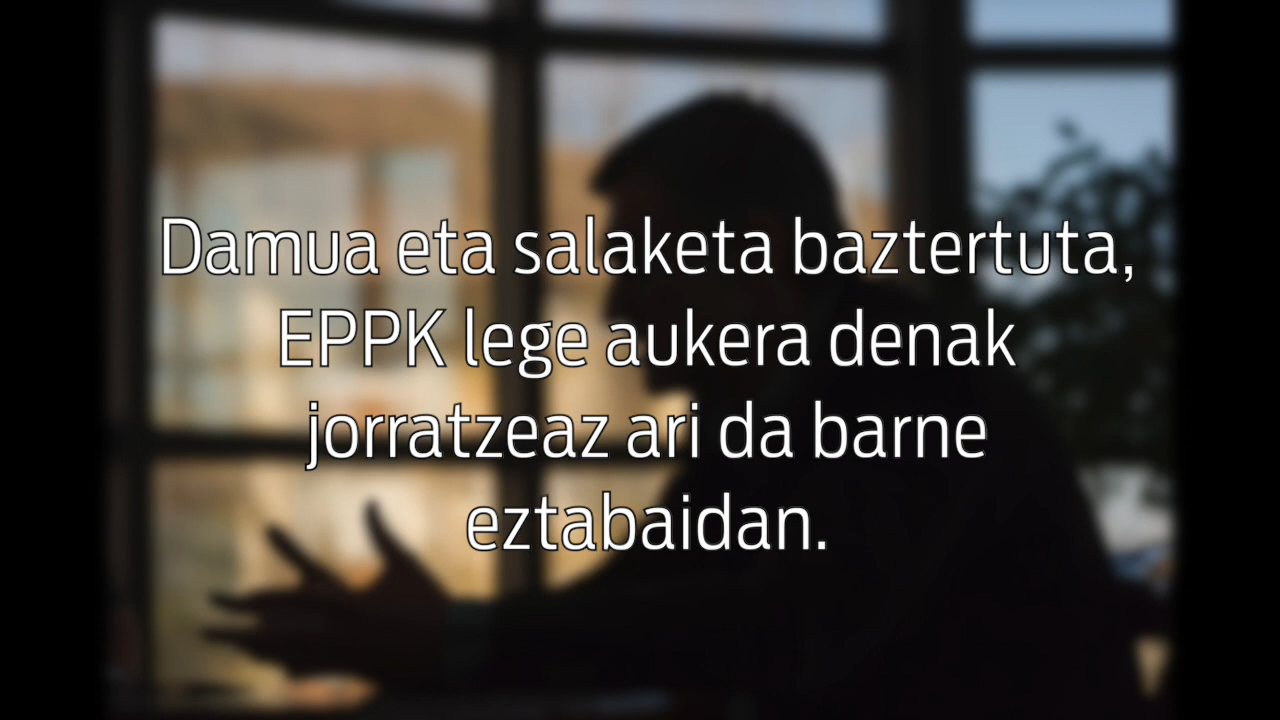 Damua eta salaketa baztertuta,
EPPK lege aukera denak
jorratzeaz ari da barne
eztabaidan.